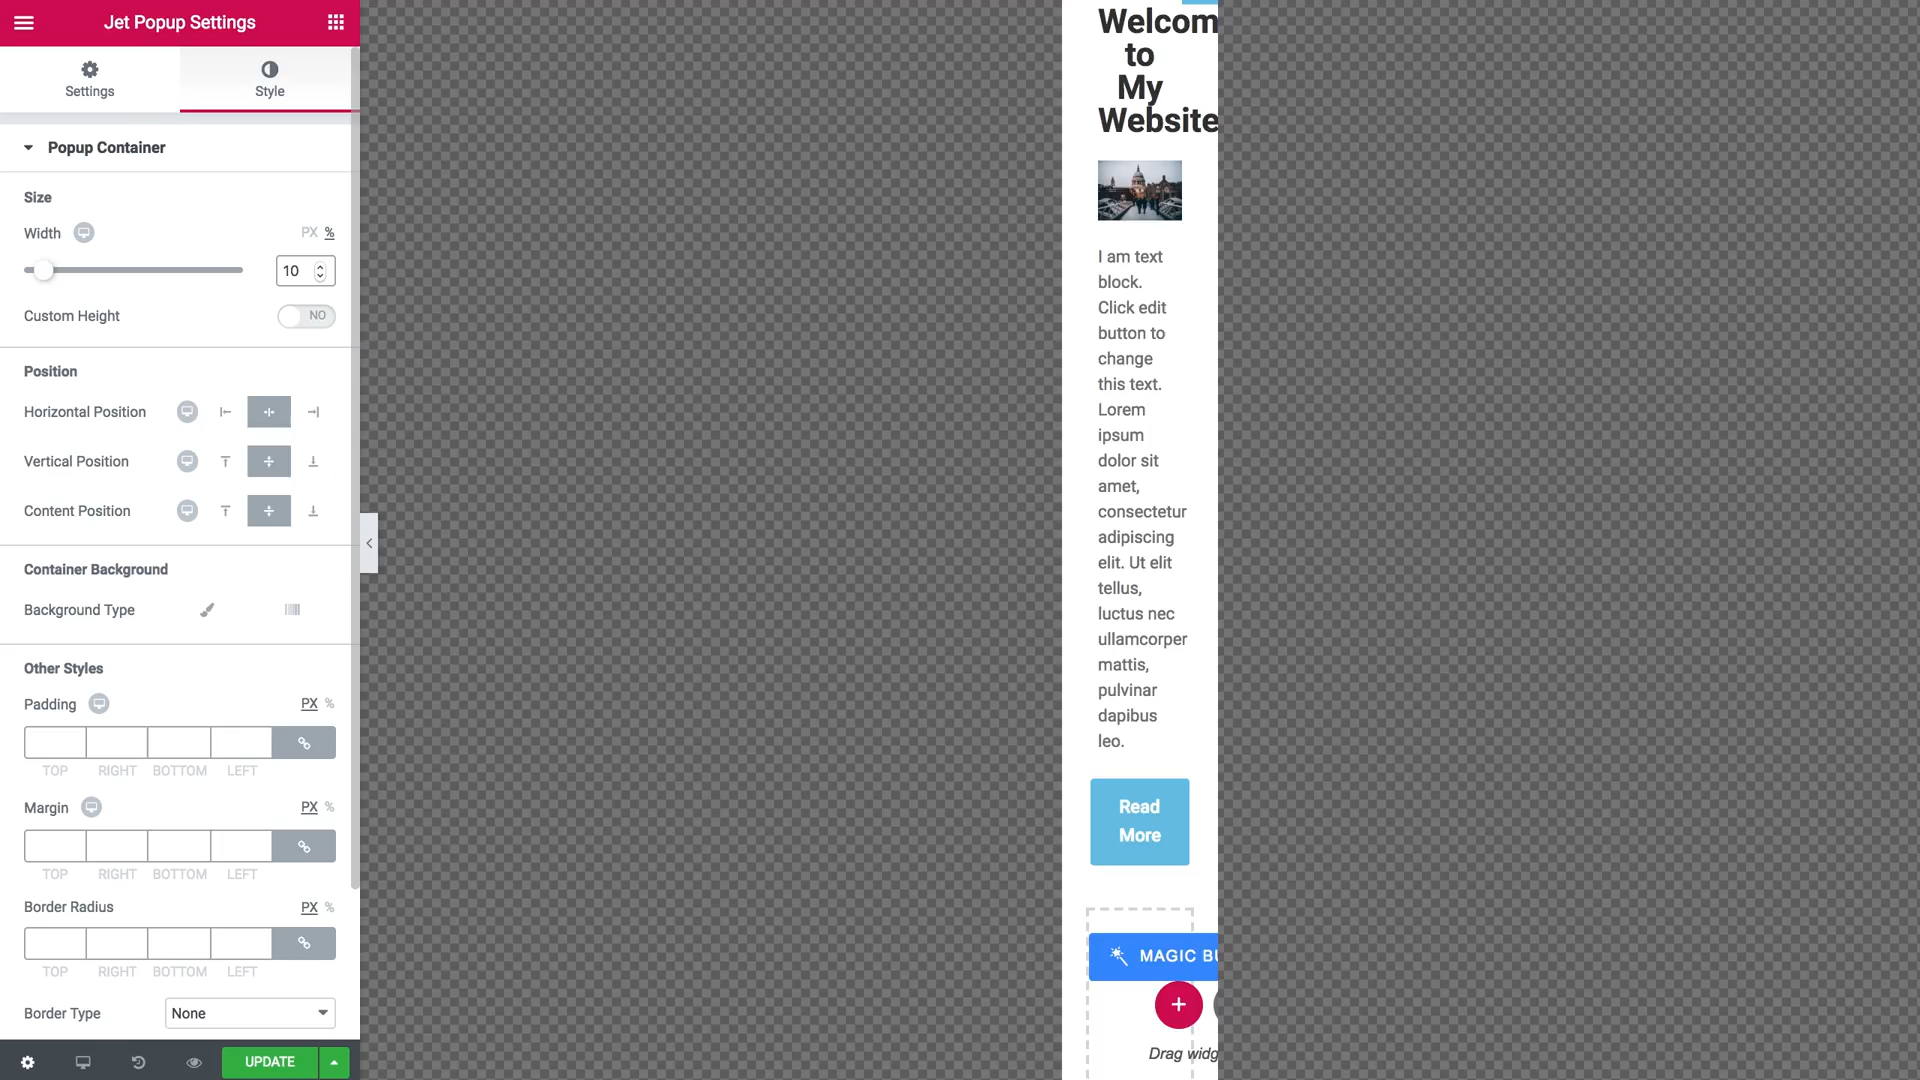 Jet Popup Settings
Settings
Style
Popup Container
Size
Width
PX %
10
Custom Height
NO
Position
Horizontal Position
Vertical Position
Content Position
Container Background
Background Type
Other Styles
Padding
PX %
TOP RIGHT BOTTOM LEFT
Margin
PX %
TOP RIGHT BOTTOM LEFT
Border Radius
PX %
TOP RIGHT BOTTOM LEFT
Border Type
None
UPDATE
Welcom
to
My
Website
I am text
block.
Click edit
button to
change
this text.
Lorem
ipsum
dolor sit
amet,
consectetur
adipiscing
elit. Ut elit
tellus,
luctus nec
ullamcorper
mattis,
pulvinar
dapibus
leo.
Read
More
MAGIC BU
Drag widg